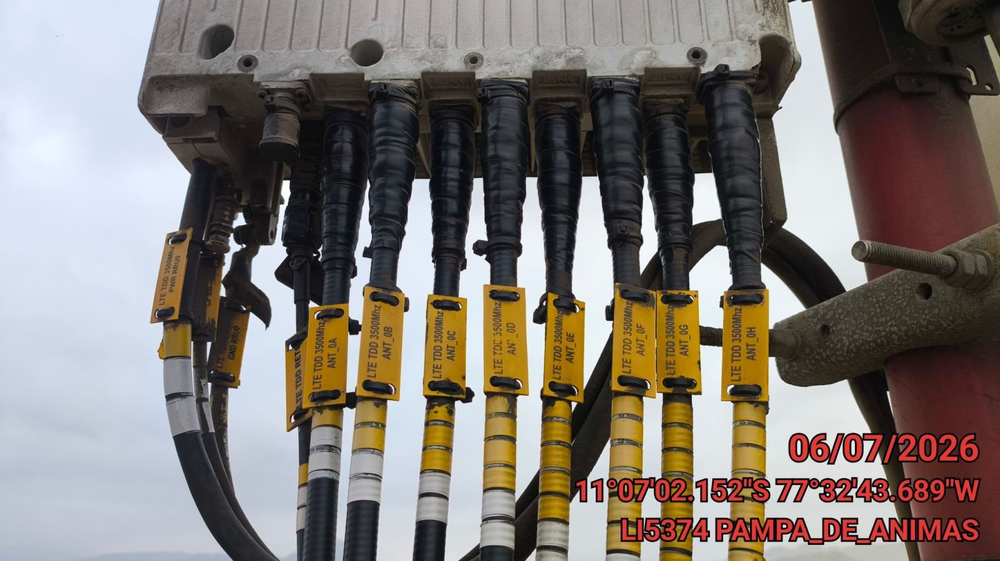 LTE TDD 3500Mhz
PWR RRU0
GND RRU0
LTE TDD RET
LTE TDD 3500Mhz
ANT_0A
LTE TDD 3500Mhz
ANT_0B
LTE TDD 3500Mhz
ANT_0C
LTE TDD 3500Mhz
ANT_0D
LTE TDD 3500Mhz
ANT_0E
LTE TDD 3500Mhz
ANT_0F
LTE TDD 3500Mhz
ANT_0G
LTE TDD 3500Mhz
ANT_0H
06/07/2026
11°07'02.152"S 77°32'43.689"W
LI5374 PAMPA_DE_ANIMAS